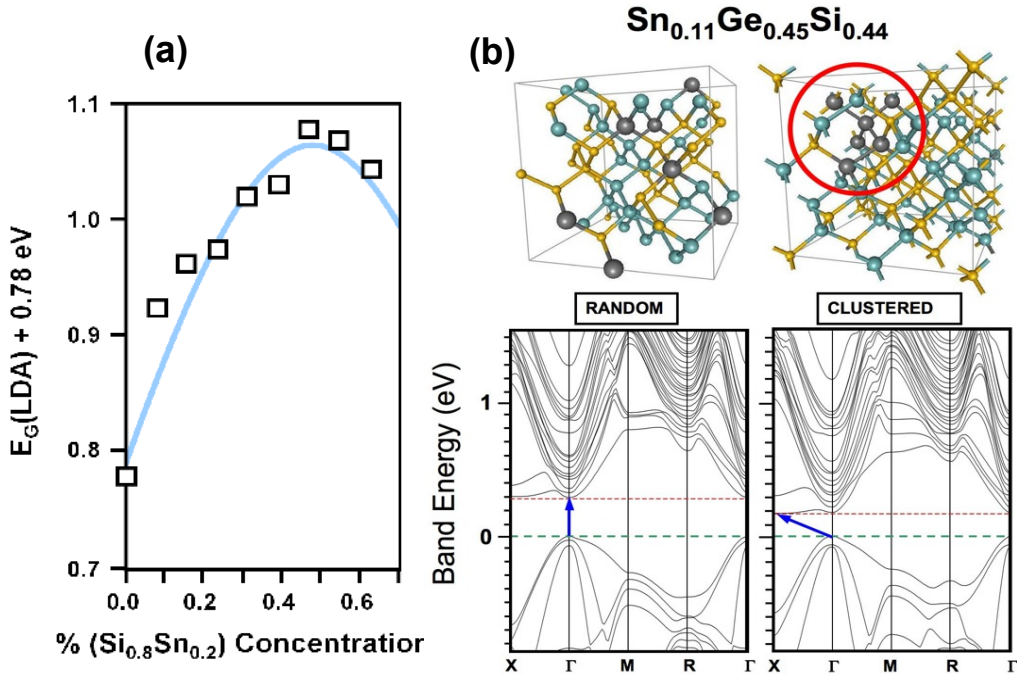 Sn0.11Ge0.45Si0.44
(a)
(b)
EG(LDA) + 0.78 eV
1.1
1.0
0.9
0.8
0.7
0.0
0.2
0.4
0.6
% (Si0.8Sn0.2) Concentratior
RANDOM
CLUSTERED
Band Energy (eV)
1
0
X Γ M R Γ
X Γ M R Γ